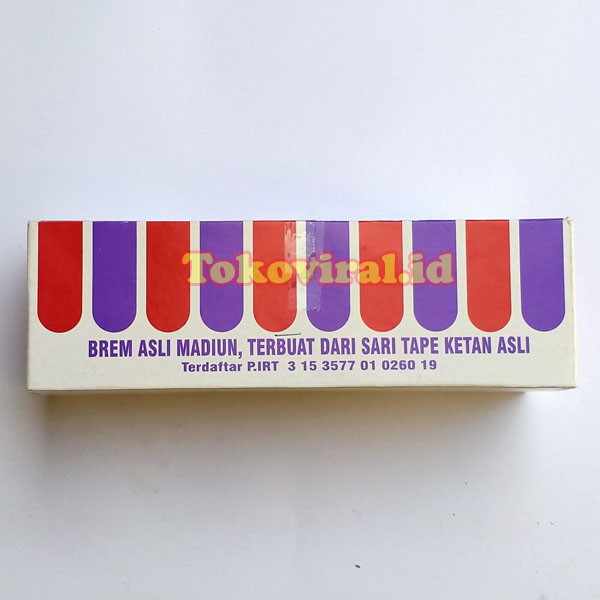 Tokoviral.id
BREM ASLI MADIUN, TERBUAT DARI SARI TAPE KETAN ASLI
Terdaftar P.IRT 3 15 3577 01 0260 19